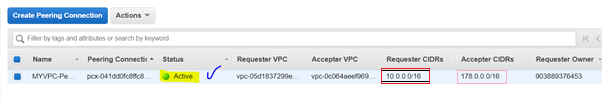 Create Peering Connection Actions
Filter by tags and attributes or search by keyword
Name Peering Connectic Status Requester VPC Accepter VPC Requester CIDRs Accepter CIDRs Requester Owner
MYVPC-Pe... pcx-041dd0fc8ffc8... Active vpc-05d1837299e... vpc-0c064aeef969... 10.0.0.0/16 178.0.0.0/16 903889376453